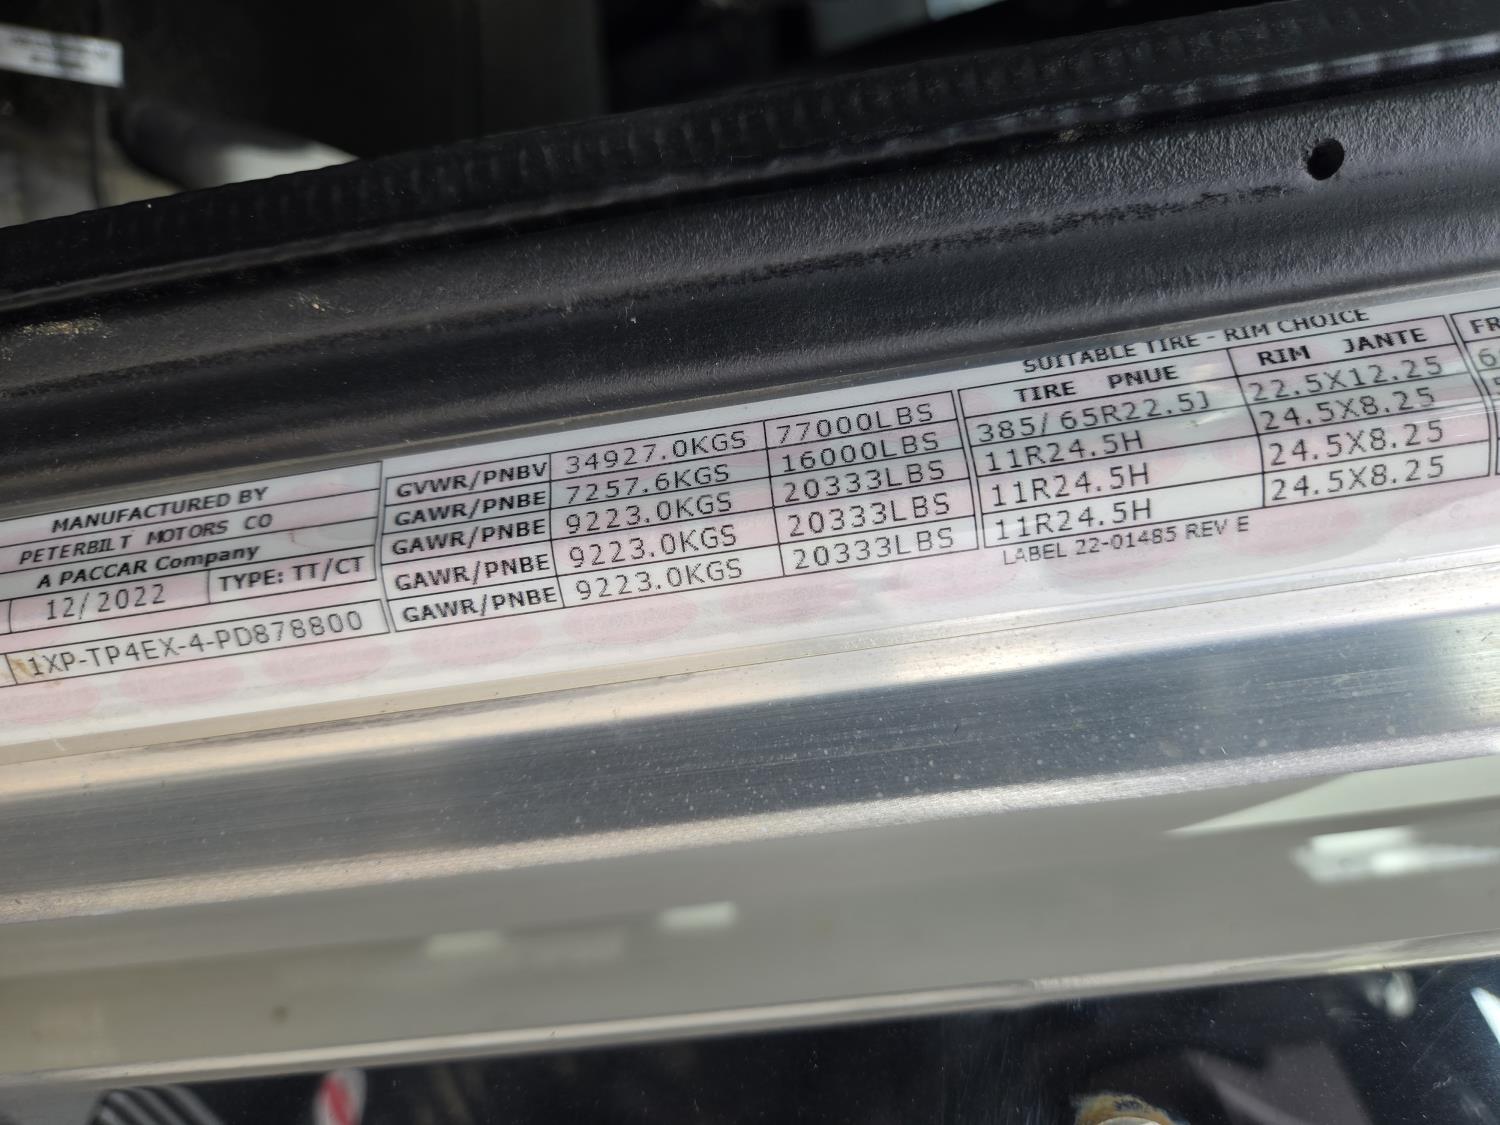 MANUFACTURED BY
PETERBILT MOTORS CO
A PACCAR Company
12/2022 TYPE: TT/CT
1XP-TP4EX-4-PD878800
GVWR/PNBV 34927.0KGS 77000LBS
GAWR/PNBE 7257.6KGS 16000LBS
GAWR/PNBE 9223.0KGS 20333LBS
GAWR/PNBE 9223.0KGS 20333LBS
GAWR/PNBE 9223.0KGS 20333LBS
SUITABLE TIRE - RIM CHOICE
TIRE PNUE RIM JANTE
385/65R22.5J 22.5X12.25
11R24.5H 24.5X8.25
11R24.5H 24.5X8.25
11R24.5H 24.5X8.25
LABEL 22-01485 REV E
FR